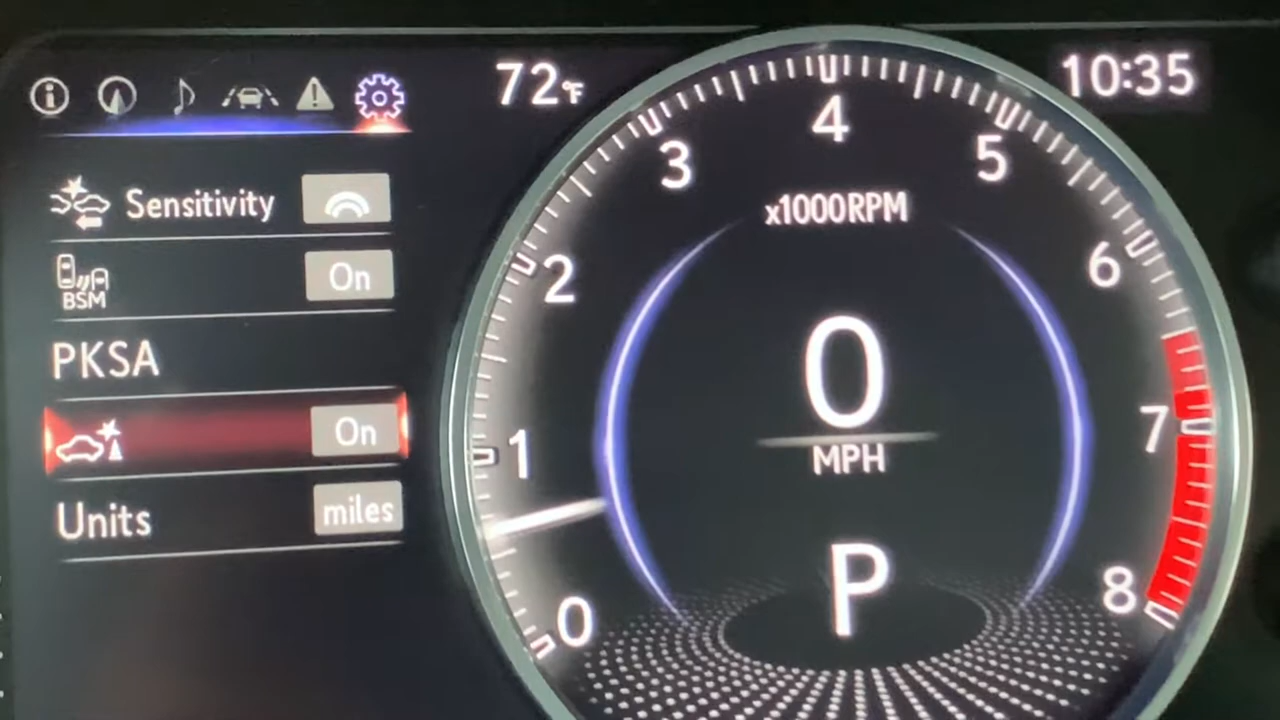 72°F
10:35
Sensitivity
BSM
On
PKSA
On
Units
miles
0
1
2
3
4
5
6
7
8
x1000RPM
0
MPH
P